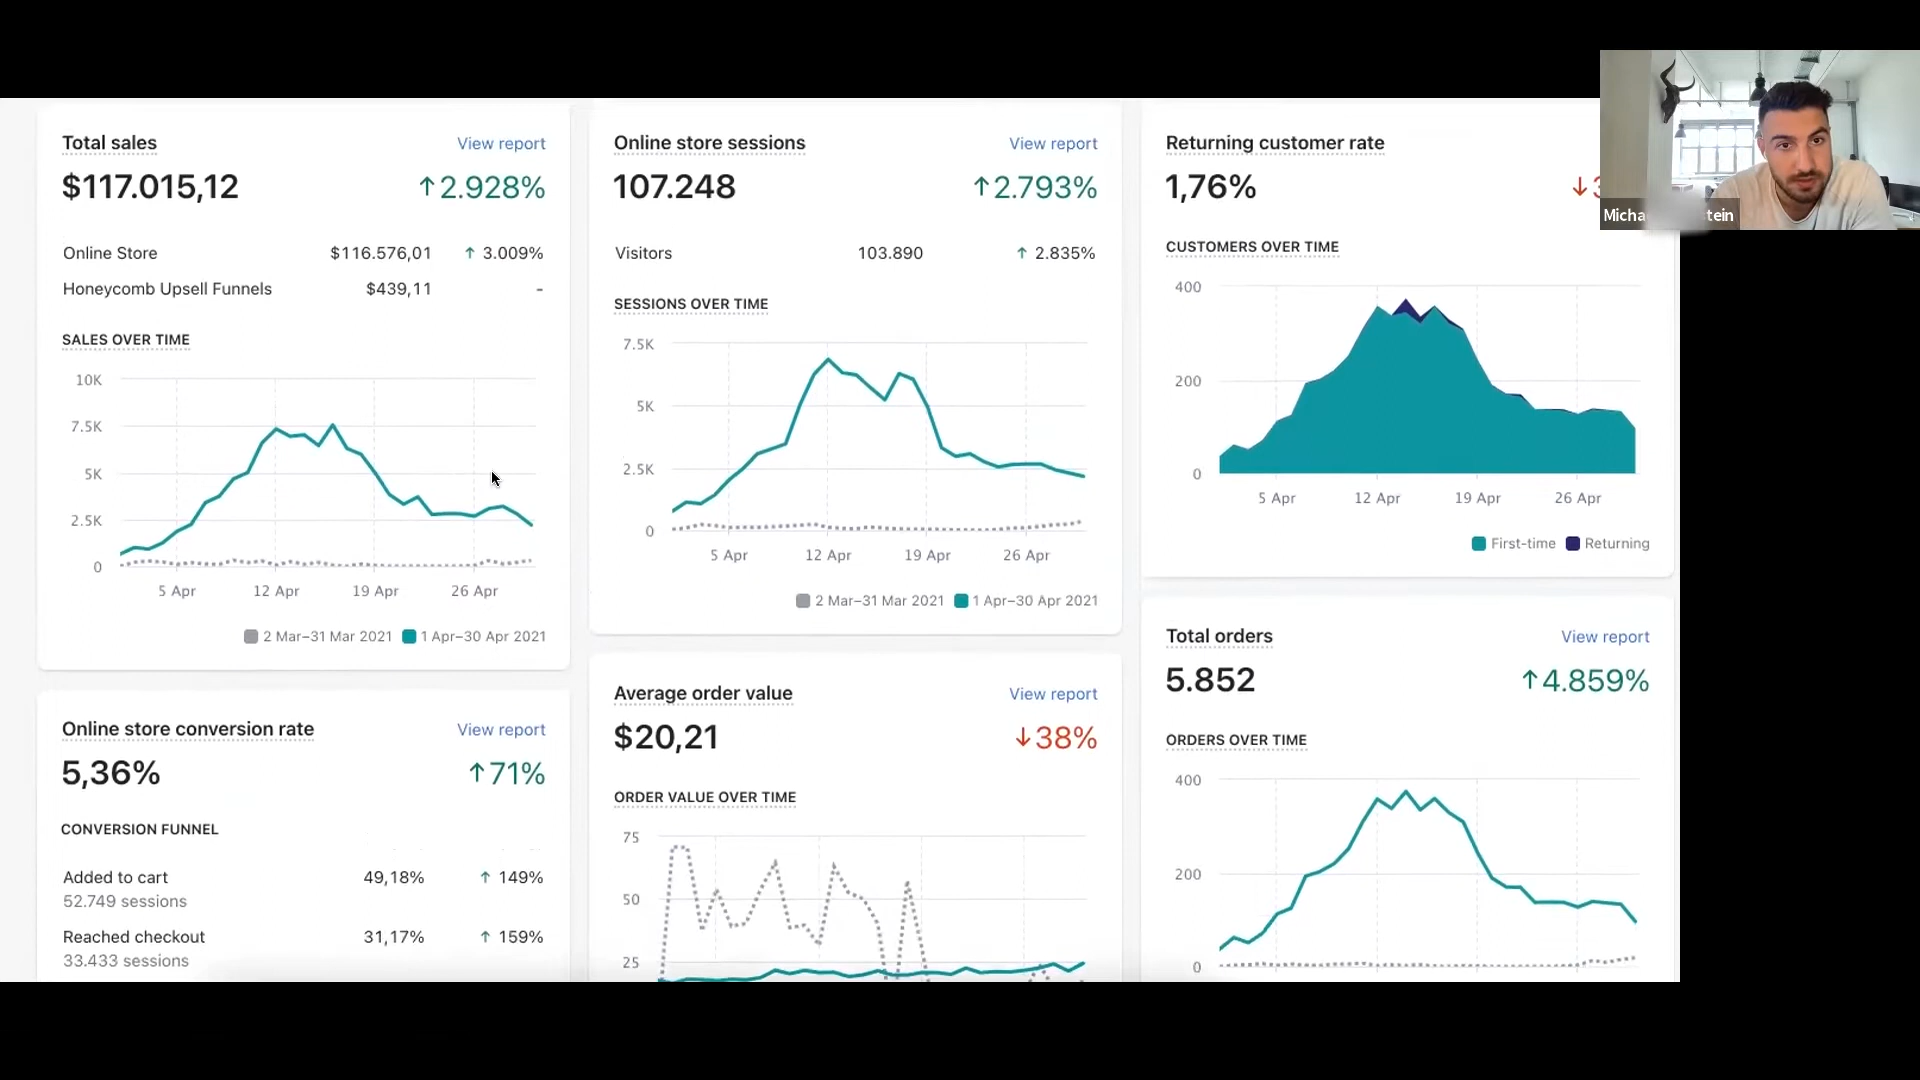 Total sales View report
$117.015,12 ↑2.928%
Online Store $116.576,01 ↑ 3.009%
Honeycomb Upsell Funnels $439,11 -
SALES OVER TIME
10K
7.5K
5K
2.5K
0
5 Apr 12 Apr 19 Apr 26 Apr
2 Mar–31 Mar 2021 1 Apr–30 Apr 2021
Online store conversion rate View report
5,36% ↑71%
CONVERSION FUNNEL
Added to cart 49,18% ↑ 149%
52.749 sessions
Reached checkout 31,17% ↑ 159%
33.433 sessions
Online store sessions View report
107.248 ↑2.793%
Visitors 103.890 ↑ 2.835%
SESSIONS OVER TIME
7.5K
5K
2.5K
0
5 Apr 12 Apr 19 Apr 26 Apr
2 Mar–31 Mar 2021 1 Apr–30 Apr 2021
Average order value View report
$20,21 ↓38%
ORDER VALUE OVER TIME
75
50
25
Returning customer rate
1,76% ↓
CUSTOMERS OVER TIME
400
200
0
5 Apr 12 Apr 19 Apr 26 Apr
First-time Returning
Total orders View report
5.852 ↑4.859%
ORDERS OVER TIME
400
200
0